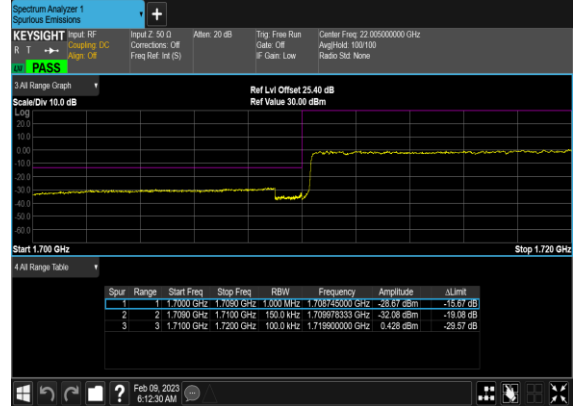 Spectrum Analyzer 1
Spurious Emissions
+
KEYSIGHT Input: RF Input Z: 50 Ω Atten: 20 dB Trig: Free Run Center Freq: 22.005000000 GHz
R T Coupling: DC Corrections: Off Gate: Off Avg|Hold: 100/100
Align: Off Freq Ref: Int (S) IF Gain: Low Radio Std: None
PASS
3 All Range Graph
Ref Lvl Offset 25.40 dB
Scale/Div 10.0 dB Ref Value 30.00 dBm
Log
20.0
10.0
0.00
-10.0
-20.0
-30.0
-40.0
-50.0
-60.0
Start 1.700 GHz Stop 1.720 GHz
4 All Range Table
Spur Range Start Freq Stop Freq RBW Frequency Amplitude ΔLimit
1 1 1.7000 GHz 1.7090 GHz 1.000 MHz 1.708745000 GHz -28.67 dBm -15.67 dB
2 2 1.7090 GHz 1.7100 GHz 150.0 kHz 1.709978333 GHz -32.08 dBm -19.08 dB
3 3 1.7100 GHz 1.7200 GHz 100.0 kHz 1.719900000 GHz 0.428 dBm -29.57 dB
?
Feb 09, 2023
6:12:30 AM